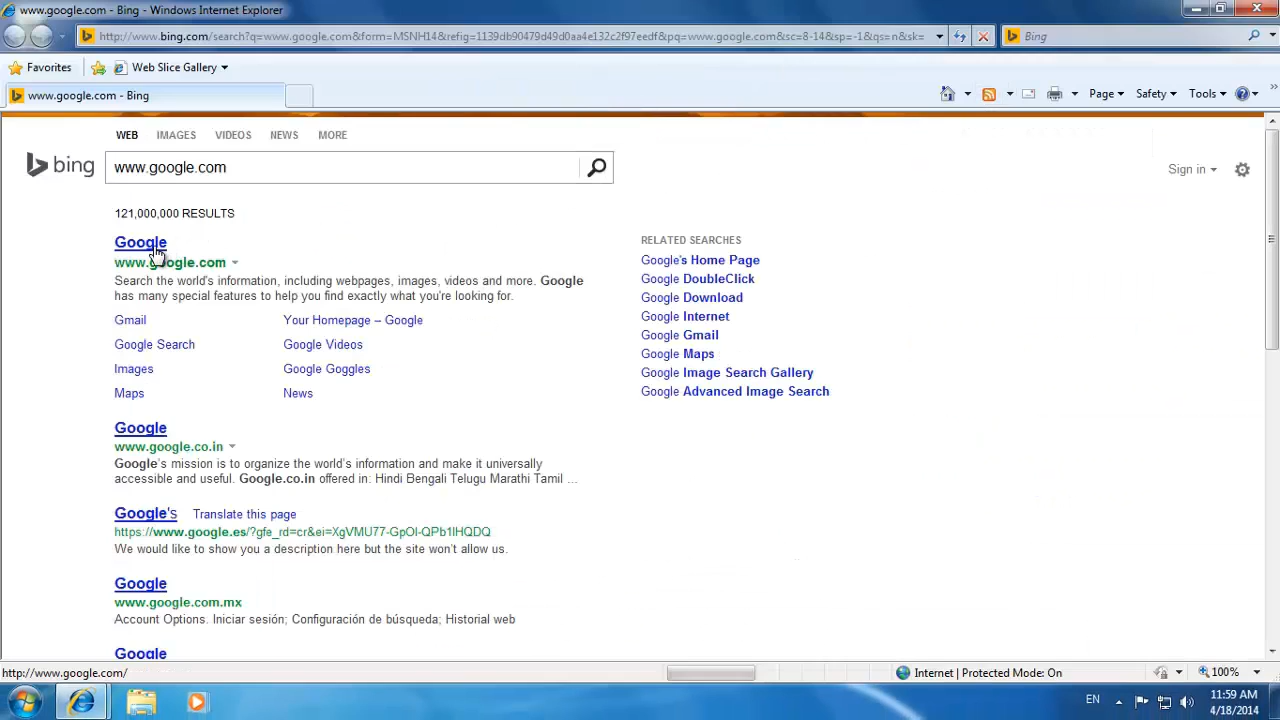 www.google.com - Bing - Windows Internet Explorer
http://www.bing.com/search?q=www.google.com&form=MSNH14&refig=1139db90479d49d0aa4e132c2f97eedf&pq=www.google.com&sc=8-14&sp=-1&qs=n&sk=
Bing
Favorites
Web Slice Gallery
www.google.com - Bing
Page
Safety
Tools
WEB
IMAGES
VIDEOS
NEWS
MORE
bing
www.google.com
Sign in
121,000,000 RESULTS
Google
www.google.com
Search the world's information, including webpages, images, videos and more. Google
has many special features to help you find exactly what you're looking for.
Gmail
Your Homepage – Google
Google Search
Google Videos
Images
Google Goggles
Maps
News
RELATED SEARCHES
Google's Home Page
Google DoubleClick
Google Download
Google Internet
Google Gmail
Google Maps
Google Image Search Gallery
Google Advanced Image Search
Google
www.google.co.in
Google's mission is to organize the world's information and make it universally
accessible and useful. Google.co.in offered in: Hindi Bengali Telugu Marathi Tamil ...
Google's
Translate this page
https://www.google.es/?gfe_rd=cr&ei=XgVMU77-GpOI-QPb1IHQDQ
We would like to show you a description here but the site won't allow us.
Google
www.google.com.mx
Account Options. Iniciar sesión; Configuración de búsqueda; Historial web
Google
http://www.google.com/
Internet | Protected Mode: On
100%
EN
11:59 AM
4/18/2014